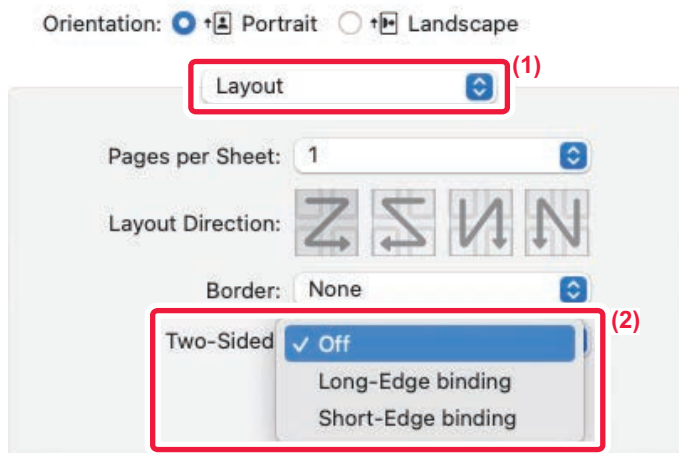 Orientation: Portrait Landscape
(1)
Layout
Pages per Sheet: 1
Layout Direction:
Border: None
(2)
Two-Sided ✓ Off
Long-Edge binding
Short-Edge binding